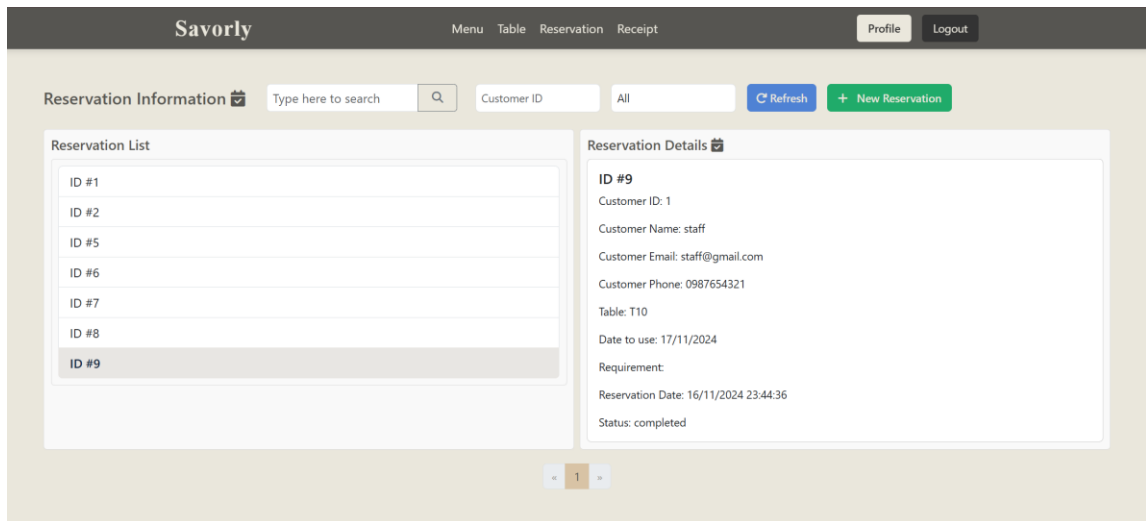 Savorly
Menu Table Reservation Receipt
Profile
Logout
Reservation Information
Type here to search
Customer ID
All
Refresh
+ New Reservation
Reservation List
ID #1
ID #2
ID #5
ID #6
ID #7
ID #8
ID #9
Reservation Details
ID #9
Customer ID: 1
Customer Name: staff
Customer Email: staff@gmail.com
Customer Phone: 0987654321
Table: T10
Date to use: 17/11/2024
Requirement:
Reservation Date: 16/11/2024 23:44:36
Status: completed
« 1 »